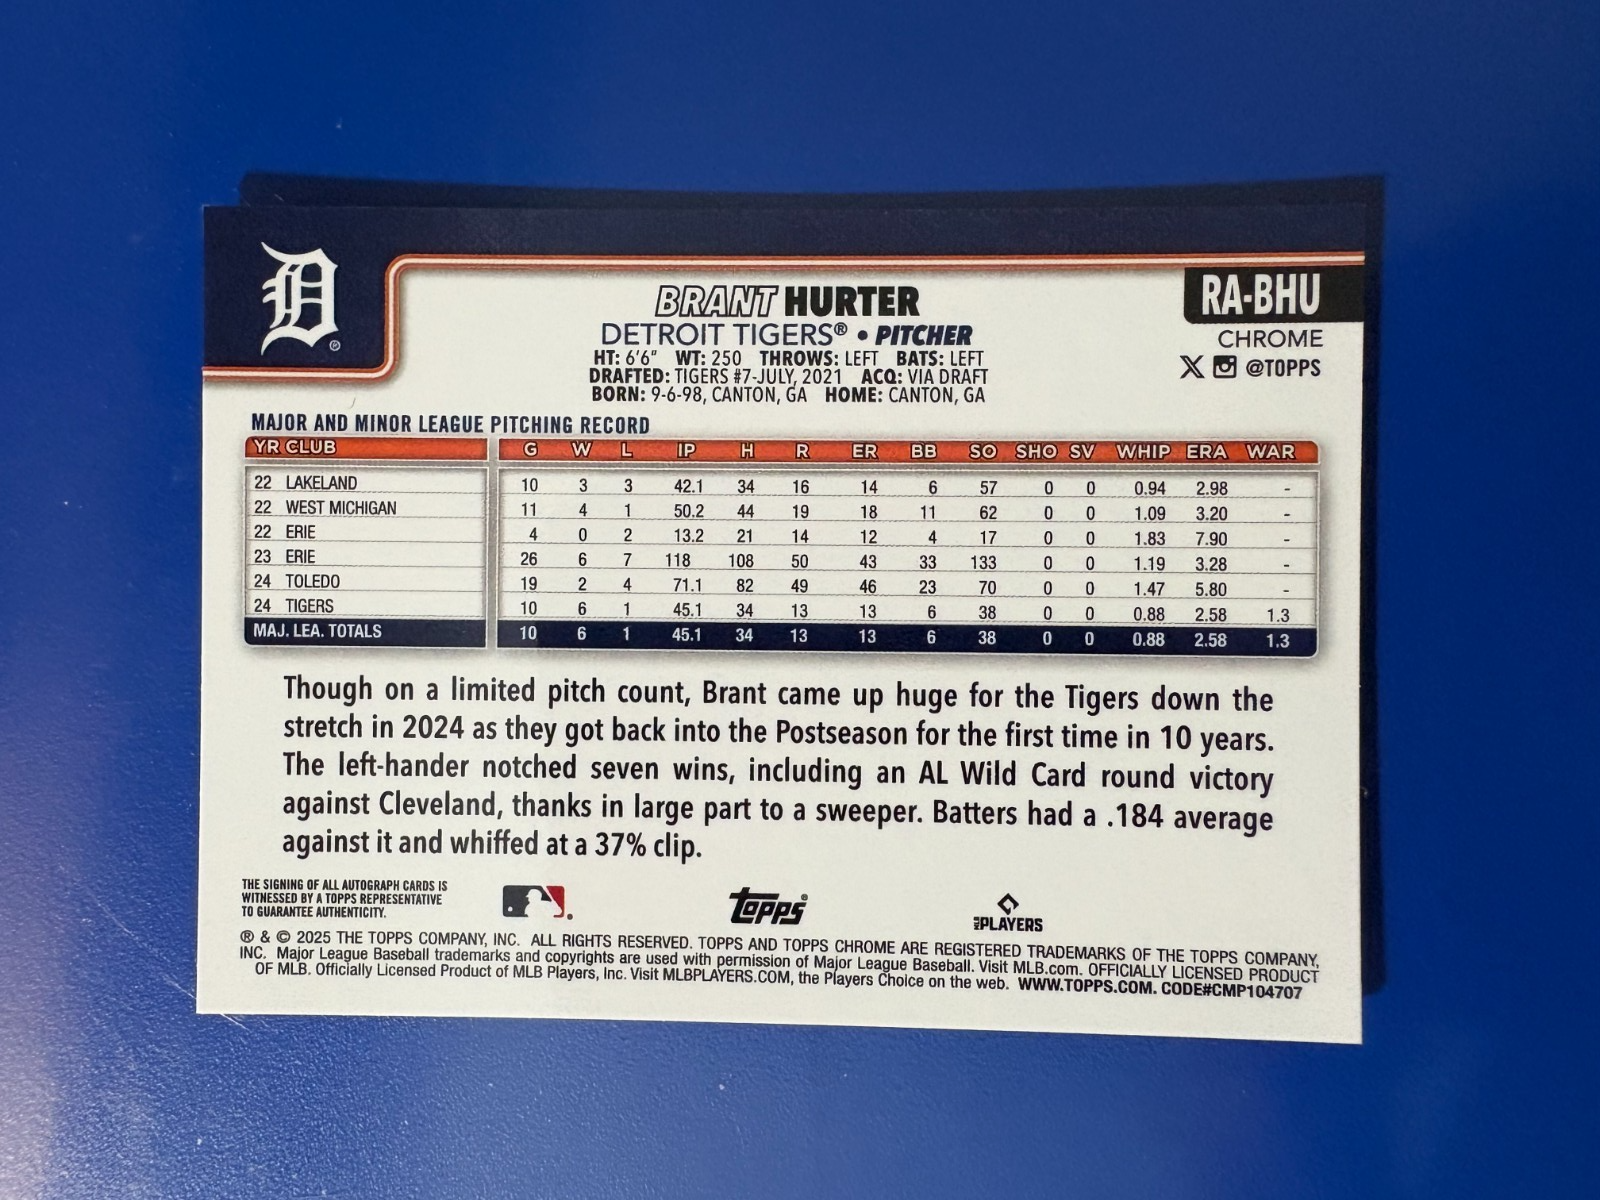 D
BRANT HURTER
RA-BHU
DETROIT TIGERS® • PITCHER
CHROME
HT: 6'6" WT: 250 THROWS: LEFT BATS: LEFT
X @TOPPS
DRAFTED: TIGERS #7-JULY, 2021 ACQ: VIA DRAFT
BORN: 9-6-98, CANTON, GA HOME: CANTON, GA
MAJOR AND MINOR LEAGUE PITCHING RECORD
YR CLUB G W L IP H R ER BB SO SHO SV WHIP ERA WAR
22 LAKELAND 10 3 3 42.1 34 16 14 6 57 0 0 0.94 2.98 -
22 WEST MICHIGAN 11 4 1 50.2 44 19 18 11 62 0 0 1.09 3.20 -
22 ERIE 4 0 2 13.2 21 14 12 4 17 0 0 1.83 7.90 -
23 ERIE 26 6 7 118 108 50 43 33 133 0 0 1.19 3.28 -
24 TOLEDO 19 2 4 71.1 82 49 46 23 70 0 0 1.47 5.80 -
24 TIGERS 10 6 1 45.1 34 13 13 6 38 0 0 0.88 2.58 1.3
MAJ. LEA. TOTALS 10 6 1 45.1 34 13 13 6 38 0 0 0.88 2.58 1.3
Though on a limited pitch count, Brant came up huge for the Tigers down the
stretch in 2024 as they got back into the Postseason for the first time in 10 years.
The left-hander notched seven wins, including an AL Wild Card round victory
against Cleveland, thanks in large part to a sweeper. Batters had a .184 average
against it and whiffed at a 37% clip.
THE SIGNING OF ALL AUTOGRAPH CARDS IS
WITNESSED BY A TOPPS REPRESENTATIVE
TO GUARANTEE AUTHENTICITY.
Topps®
MLB PLAYERS
® & © 2025 THE TOPPS COMPANY, INC. ALL RIGHTS RESERVED. TOPPS AND TOPPS CHROME ARE REGISTERED TRADEMARKS OF THE TOPPS COMPANY,
INC. Major League Baseball trademarks and copyrights are used with permission of Major League Baseball. Visit MLB.com. OFFICIALLY LICENSED PRODUCT
OF MLB. Officially Licensed Product of MLB Players, Inc. Visit MLBPLAYERS.COM, the Players Choice on the web. WWW.TOPPS.COM. CODE#CMP104707